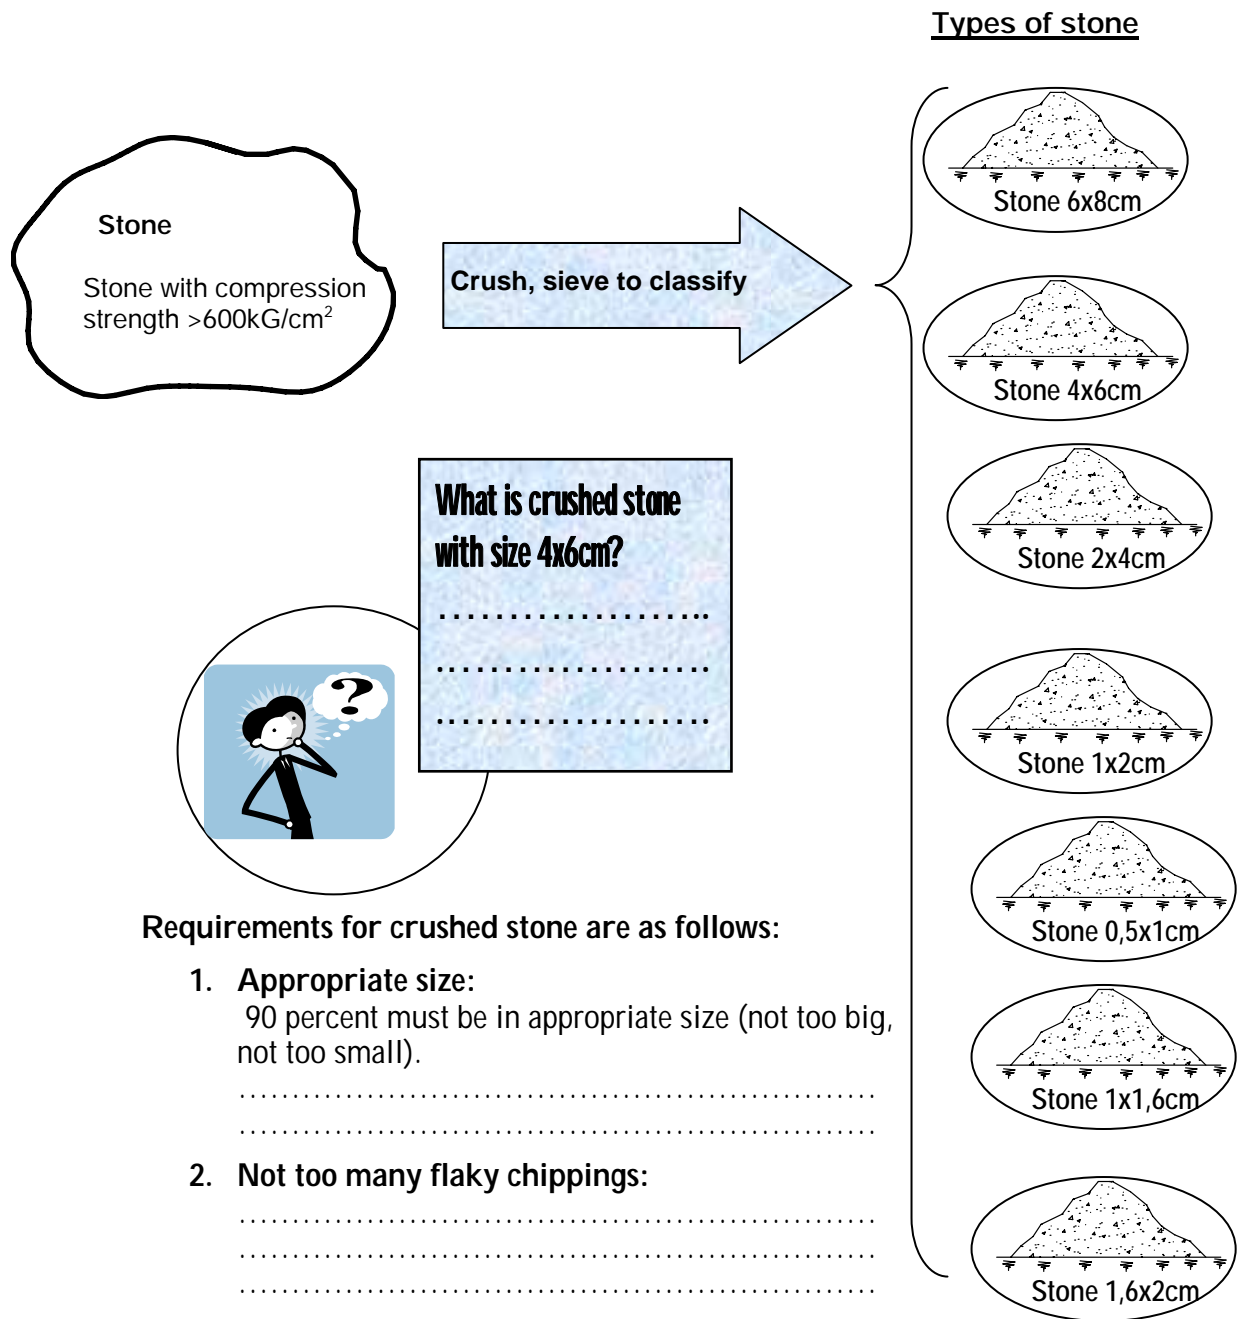 Types of stone
Stone
Stone with compression
strength >600kG/cm²
Crush, sieve to classify
Stone 6x8cm
Stone 4x6cm
Stone 2x4cm
Stone 1x2cm
Stone 0,5x1cm
Stone 1x1,6cm
Stone 1,6x2cm
What is crushed stone
with size 4x6cm?
………………..
……………….
……………….
?
Requirements for crushed stone are as follows:
1. Appropriate size:
90 percent must be in appropriate size (not too big,
not too small).
……………………………………………………
……………………………………………………
2. Not too many flaky chippings:
……………………………………………………
……………………………………………………
……………………………………………………